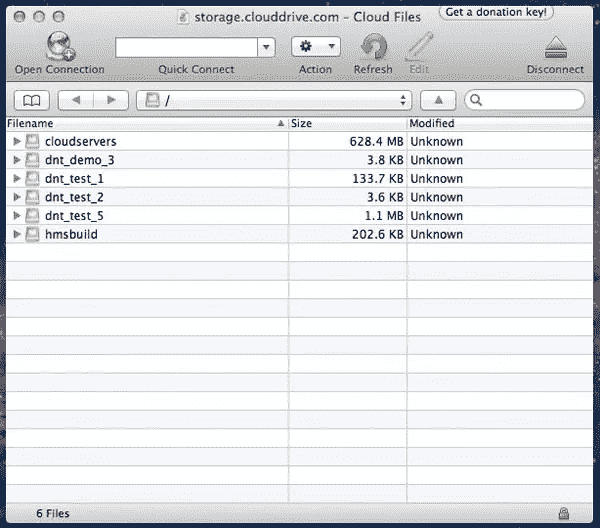 storage.clouddrive.com – Cloud Files
Get a donation key!
Open Connection
Quick Connect
Action
Refresh
Edit
Disconnect
/
Filename Size Modified
cloudservers 628.4 MB Unknown
dnt_demo_3 3.8 KB Unknown
dnt_test_1 133.7 KB Unknown
dnt_test_2 3.6 KB Unknown
dnt_test_5 1.1 MB Unknown
hmsbuild 202.6 KB Unknown
6 Files